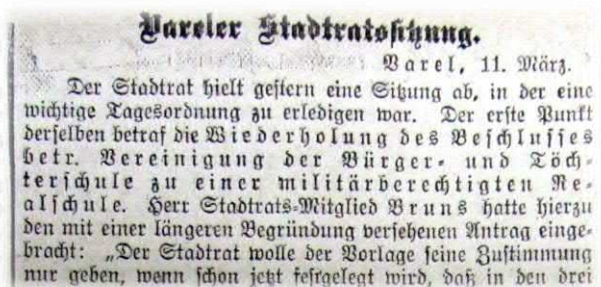 Vareler Stadtratssitzung.
Varel, 11. März.
Der Stadtrat hielt gestern eine Sitzung ab, in der eine
wichtige Tagesordnung zu erledigen war. Der erste Punkt
derselben betraf die Wiederholung des Beschlusses
betr. Vereinigung der Bürger- und Töch-
terschule zu einer militärberechtigten Re-
alschule. Herr Stadtrats-Mitglied Bruns hatte hierzu
den mit einer längeren Begründung versehenen Antrag einge-
bracht: „Der Stadtrat wolle der Vorlage seine Zustimmung
nur geben, wenn schon jetzt festgelegt wird, daß in den drei